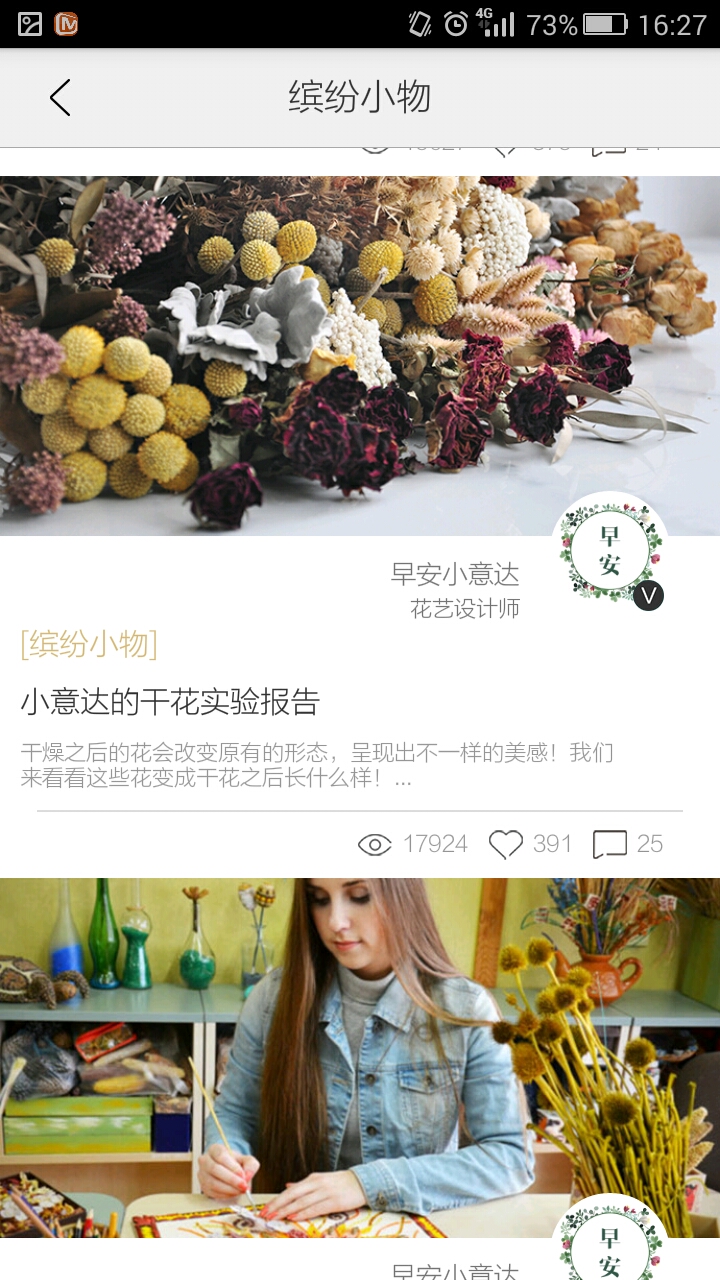 4G 73% 16:27
缤纷小物
早安
早安小意达
花艺设计师
V
[缤纷小物]
小意达的干花实验报告
干燥之后的花会改变原有的形态，呈现出不一样的美感！我们
来看看这些花变成干花之后长什么样！...
17924 391 25
早安
早安小意达